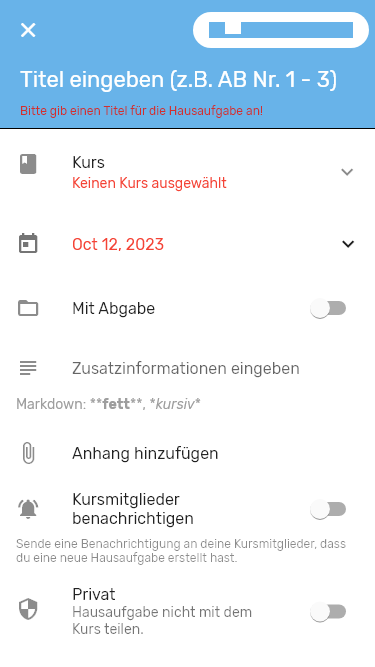 Titel eingeben (z.B. AB Nr. 1 - 3)
Bitte gib einen Titel für die Hausaufgabe an!
Kurs
Keinen Kurs ausgewählt
Oct 12, 2023
Mit Abgabe
Zusatzinformationen eingeben
Markdown: **fett**, *kursiv*
Anhang hinzufügen
Kursmitglieder
benachrichtigen
Sende eine Benachrichtigung an deine Kursmitglieder, dass
du eine neue Hausaufgabe erstellt hast.
Privat
Hausaufgabe nicht mit dem
Kurs teilen.